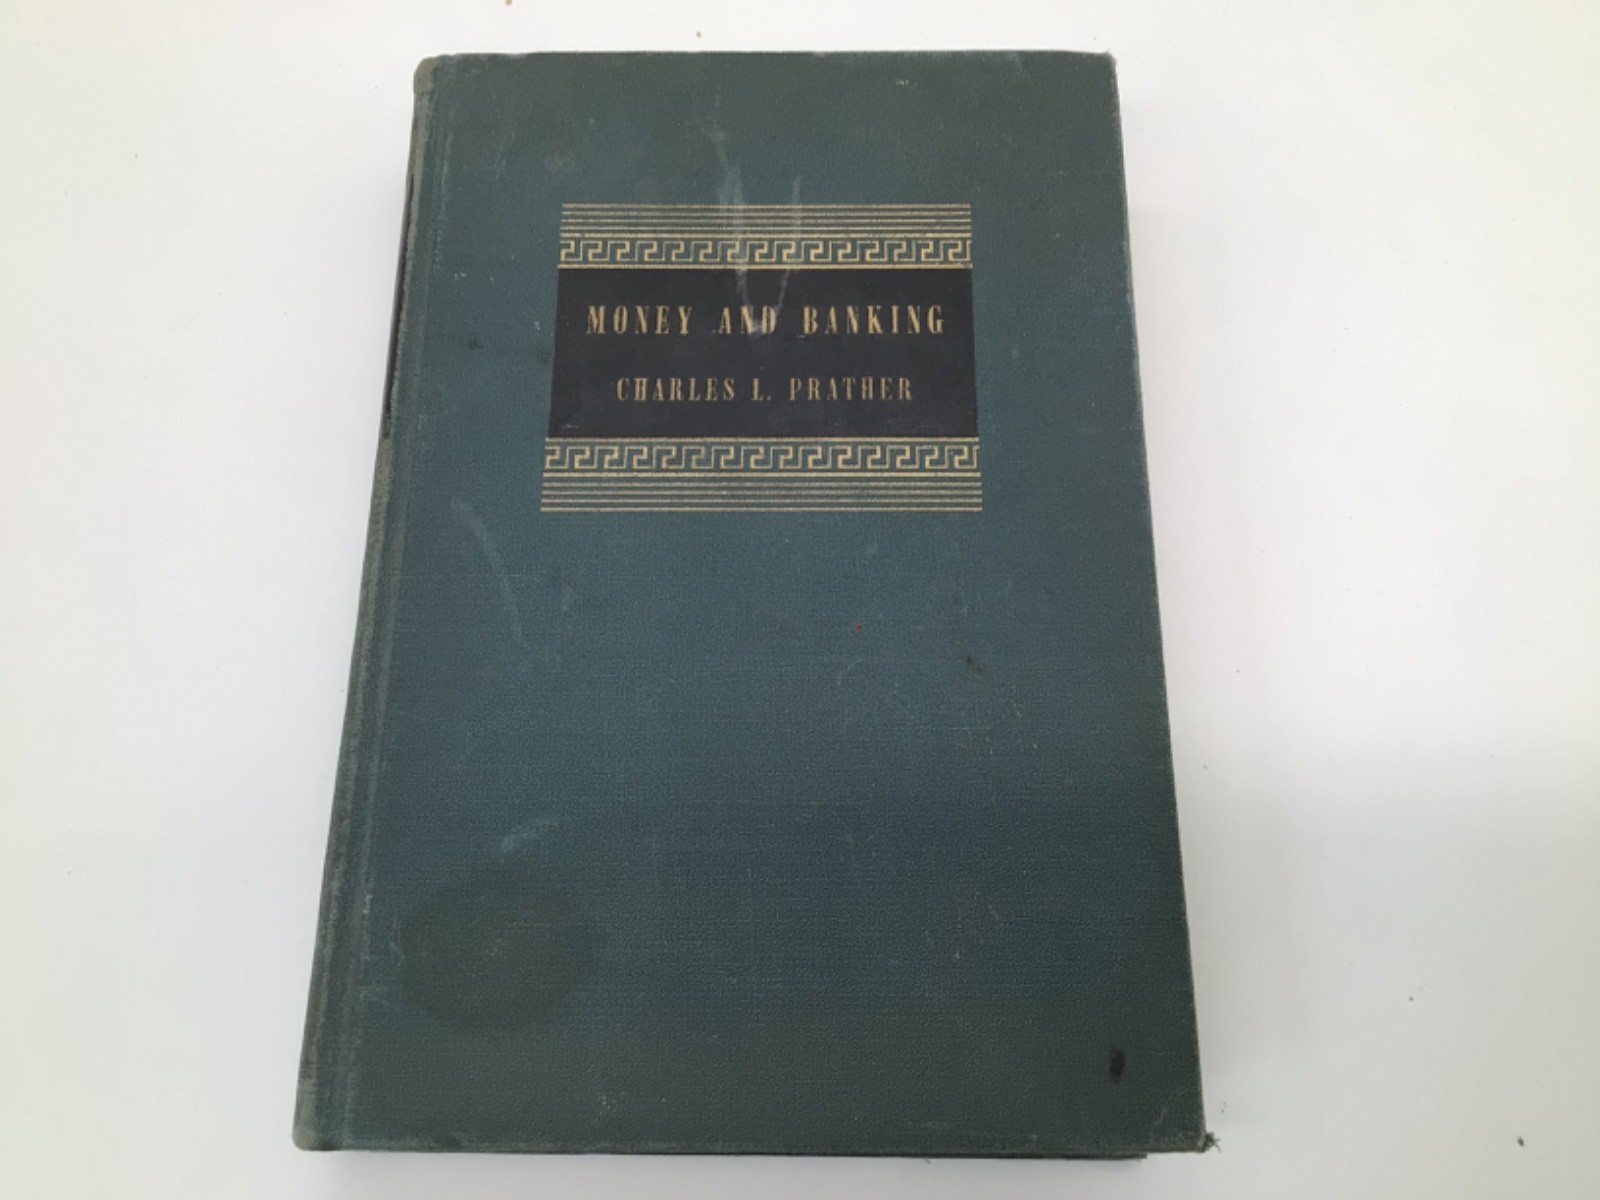 MONEY AND BANKING
CHARLES L. PRATHER